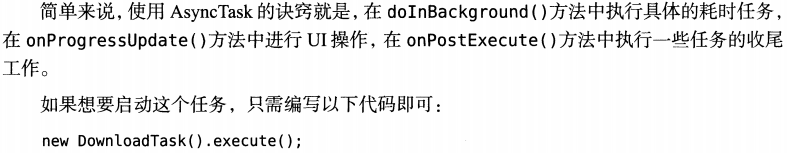 简单来说，使用 AsyncTask 的诀窍就是，在 doInBackground()方法中执行具体的耗时任务，
在 onProgressUpdate()方法中进行 UI 操作，在 onPostExecute()方法中执行一些任务的收尾
工作。
如果想要启动这个任务，只需编写以下代码即可：
new DownloadTask().execute();